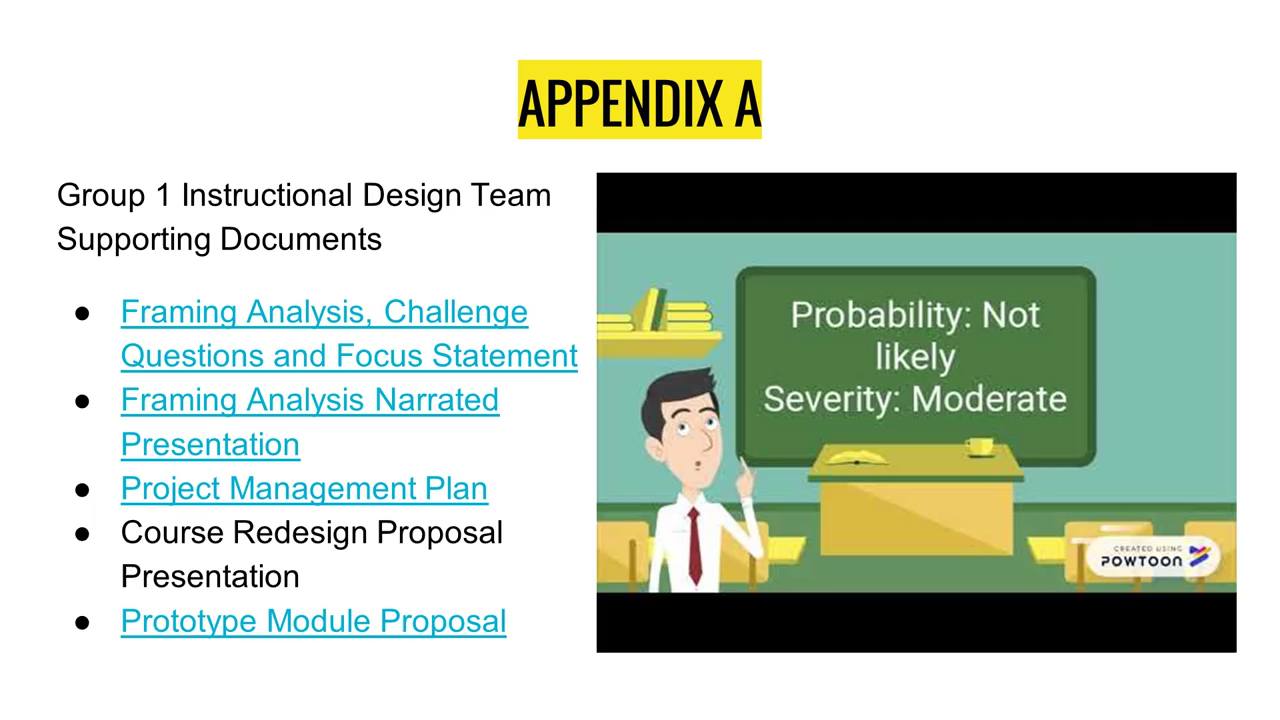 APPENDIX A
Group 1 Instructional Design Team
Supporting Documents
● Framing Analysis, Challenge
Questions and Focus Statement
● Framing Analysis Narrated
Presentation
● Project Management Plan
● Course Redesign Proposal
Presentation
● Prototype Module Proposal
Probability: Not
likely
Severity: Moderate
CREATED USING
POWTOON